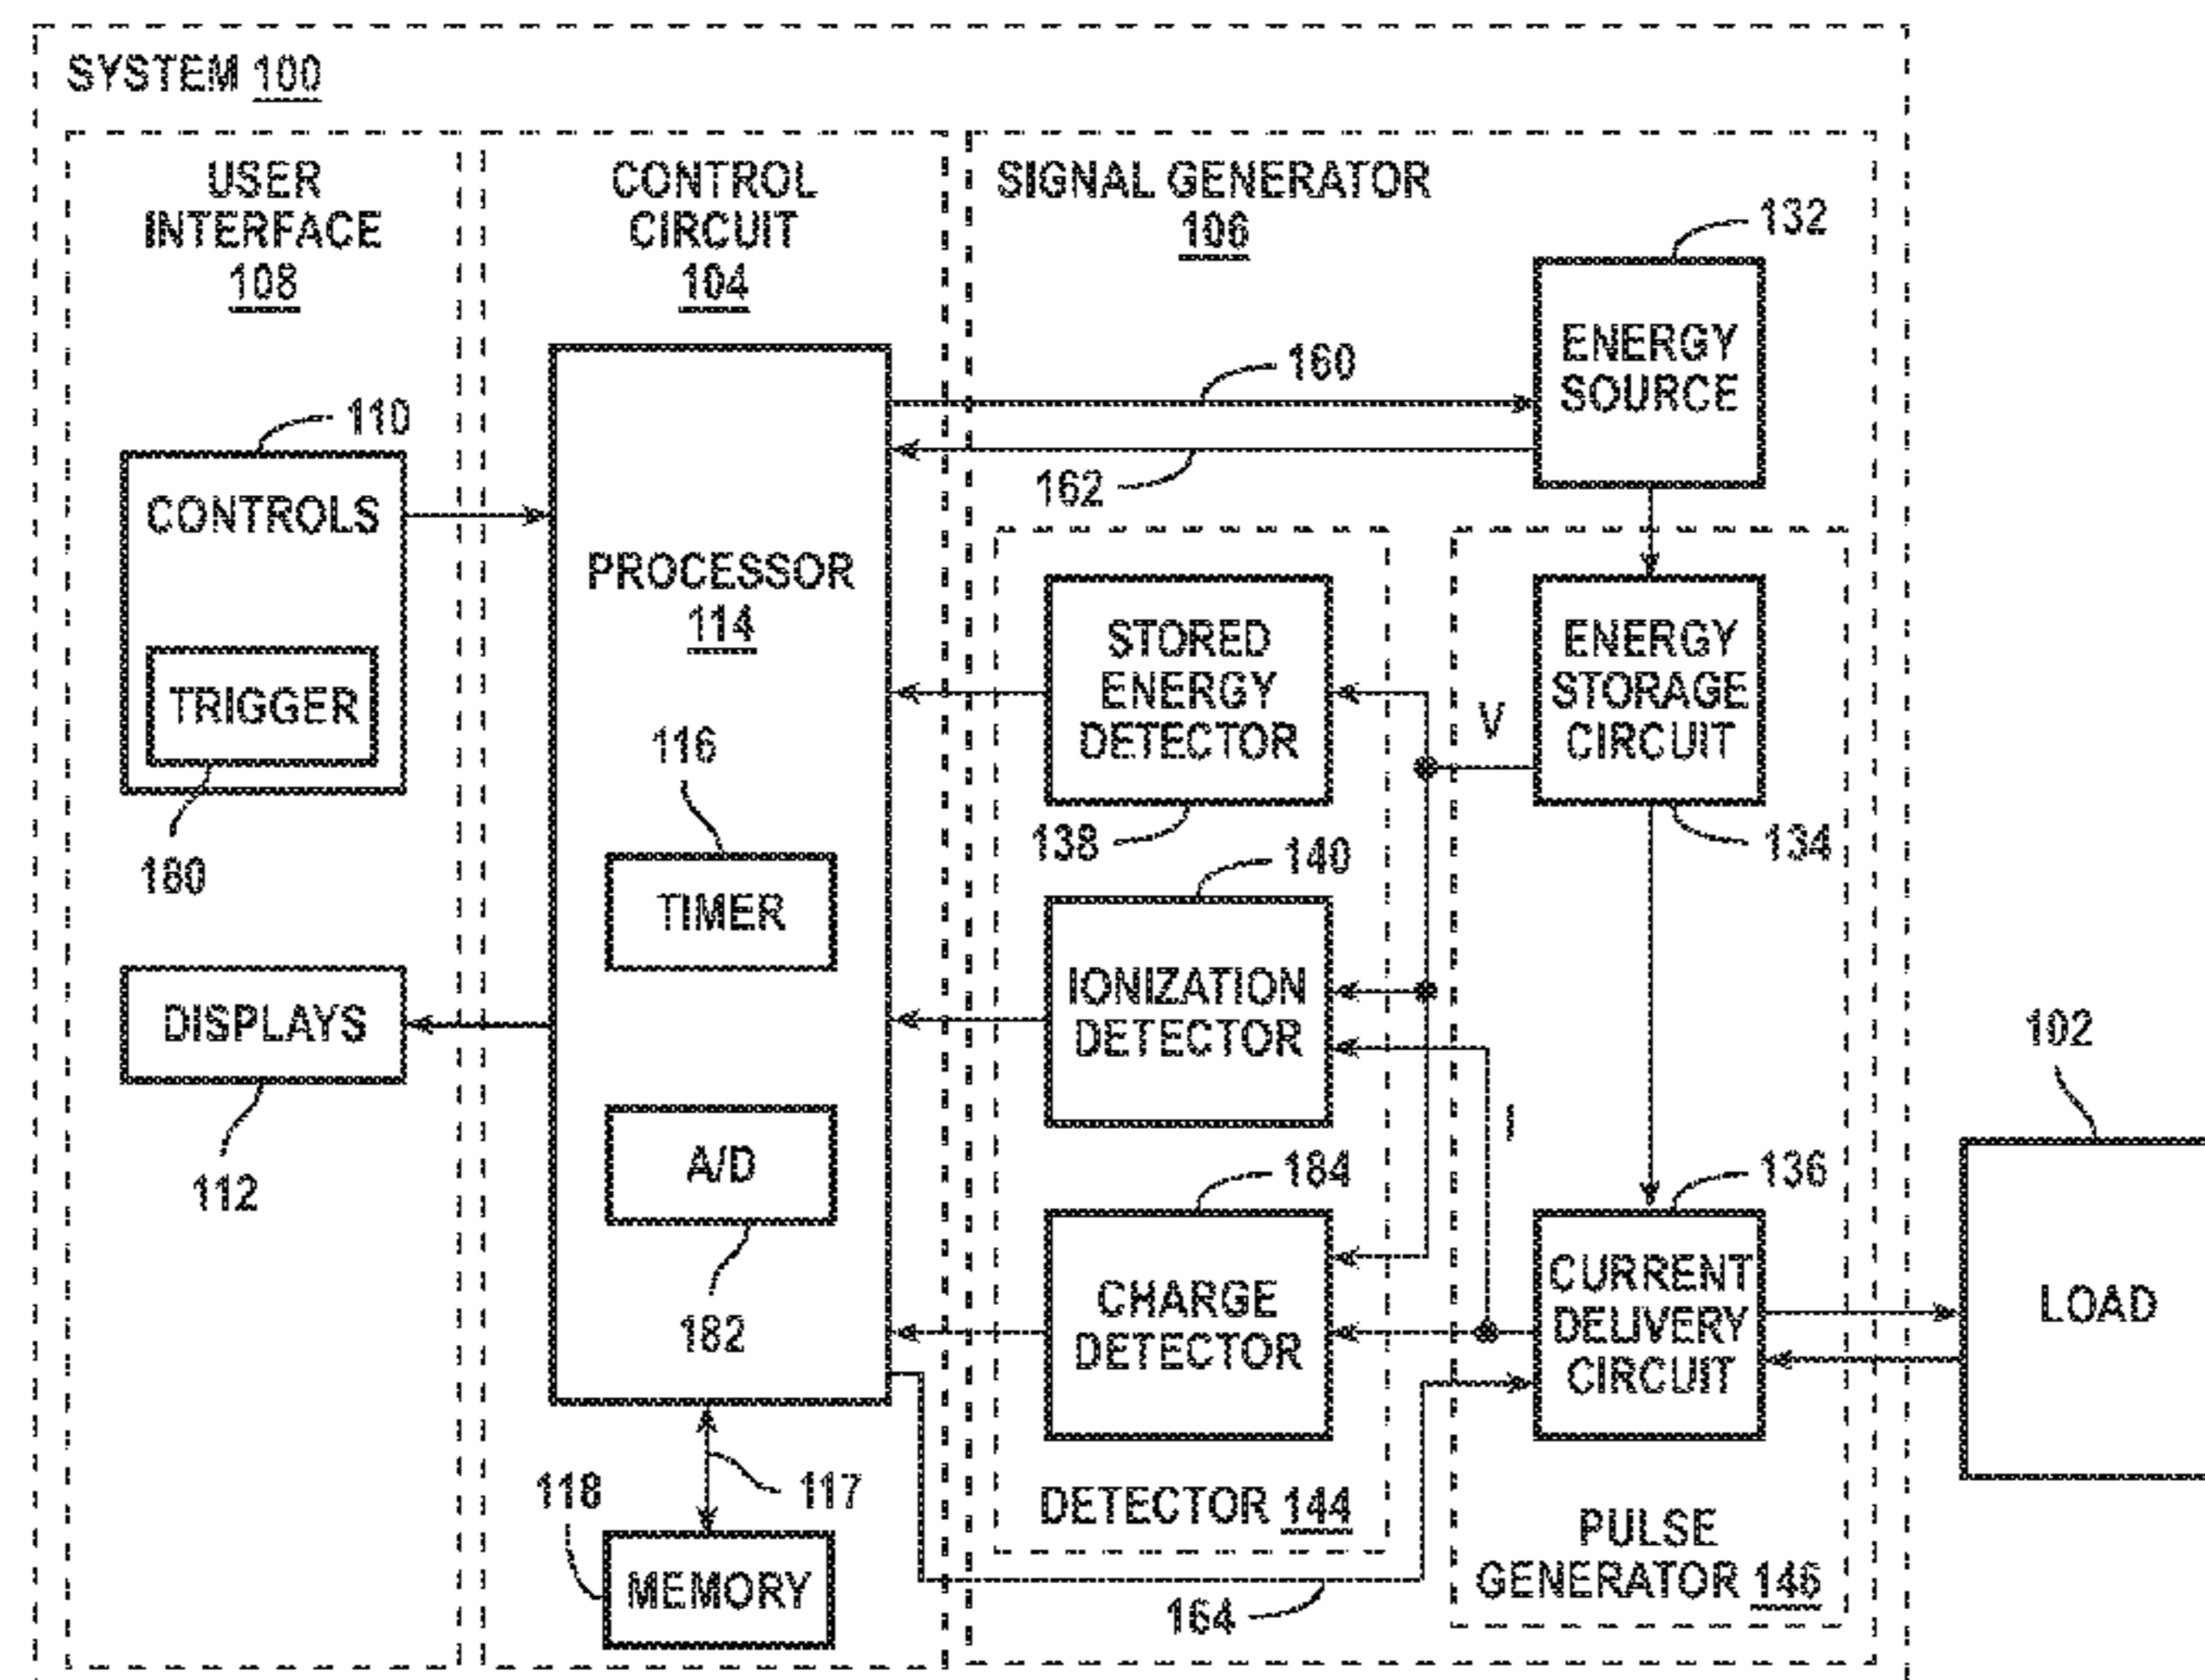 SYSTEM 100
USER
INTERFACE
108
CONTROL
CIRCUIT
104
SIGNAL GENERATOR
106
132
ENERGY
SOURCE
160
162
110
CONTROLS
TRIGGER
180
PROCESSOR
114
116
TIMER
A/D
182
STORED
ENERGY
DETECTOR
138
V
ENERGY
STORAGE
CIRCUIT
134
140
IONIZATION
DETECTOR
I
184
CHARGE
DETECTOR
136
CURRENT
DELIVERY
CIRCUIT
102
LOAD
DISPLAYS
112
118
117
MEMORY
DETECTOR 144
164
PULSE
GENERATOR 146